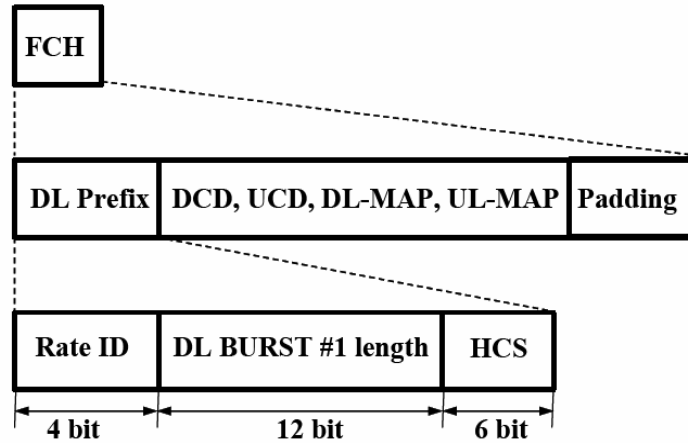 FCH
DL Prefix DCD, UCD, DL-MAP, UL-MAP Padding
Rate ID DL BURST #1 length HCS
4 bit 12 bit 6 bit